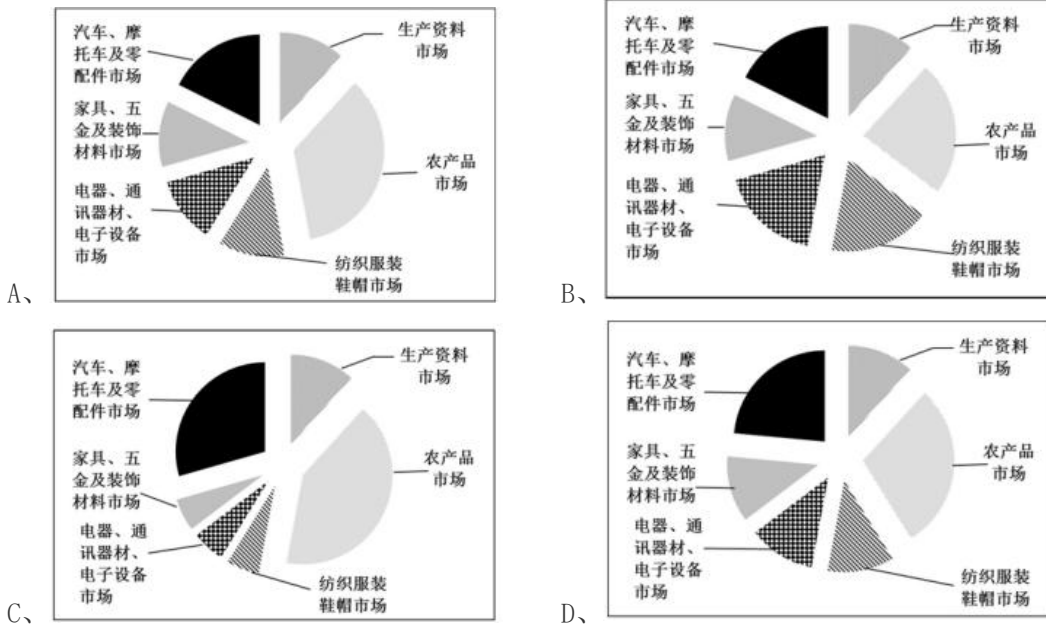 汽车、摩
托车及零
配件市场
生产资料
市场
家具、五
金及装饰
材料市场
农产品
市场
电器、通
讯器材、
电子设备
市场
纺织服装
鞋帽市场
A、
汽车、摩
托车及零
配件市场
生产资料
市场
家具、五
金及装饰
材料市场
农产品
市场
电器、通
讯器材、
电子设备
市场
纺织服装
鞋帽市场
B、
汽车、摩
托车及零
配件市场
生产资料
市场
家具、五
金及装饰
材料市场
农产品
市场
电器、通
讯器材、
电子设备
市场
纺织服装
鞋帽市场
C、
汽车、摩
托车及零
配件市场
生产资料
市场
家具、五
金及装饰
材料市场
农产品
市场
电器、通
讯器材、
电子设备
市场
纺织服装
鞋帽市场
D、